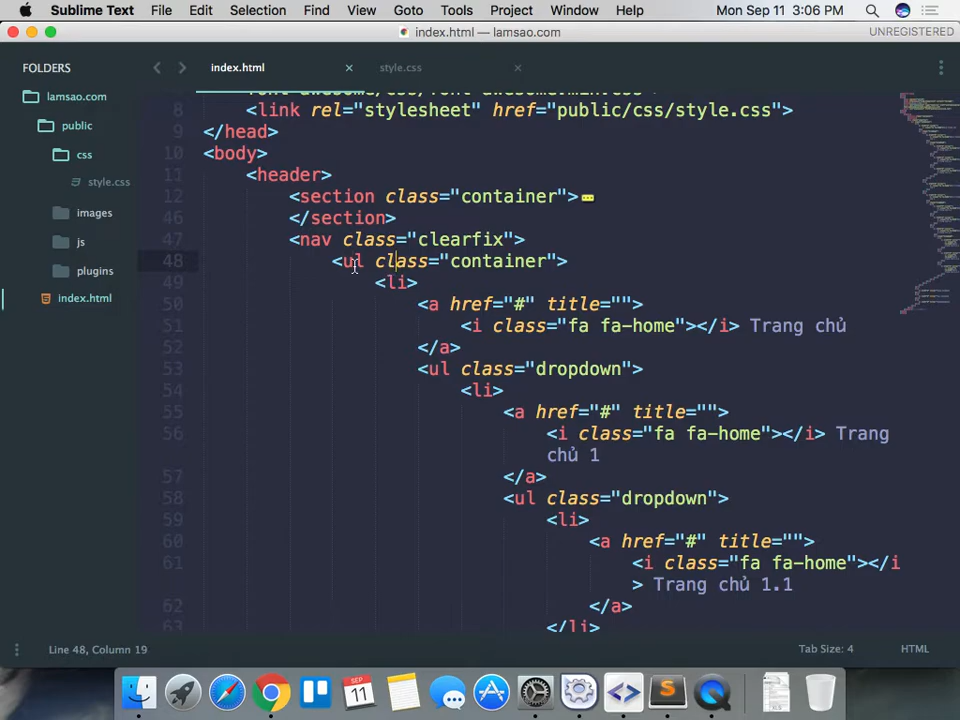 Sublime Text File Edit Selection Find View Goto Tools Project Window Help Mon Sep 11 3:06 PM
index.html — lamsao.com UNREGISTERED
FOLDERS
lamsao.com
public
css
style.css
images
js
plugins
index.html
index.html × style.css ×
8 <link rel="stylesheet" href="public/css/style.css">
9 </head>
10 <body>
11 <header>
12 <section class="container">
46 </section>
47 <nav class="clearfix">
48 <ul class="container">
49 <li>
50 <a href="#" title="">
51 <i class="fa fa-home"></i> Trang chủ
52 </a>
53 <ul class="dropdown">
54 <li>
55 <a href="#" title="">
56 <i class="fa fa-home"></i> Trang
chủ 1
57 </a>
58 <ul class="dropdown">
59 <li>
60 <a href="#" title="">
61 <i class="fa fa-home"></i
> Trang chủ 1.1
62 </a>
63 </li>
Line 48, Column 19 Tab Size: 4 HTML
SEP
11